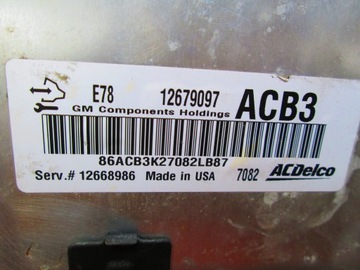 E78 12679097 ACB3
GM Components Holdings
86ACB3K27082LB87
Serv.# 12668986 Made in USA 7082 ACDelco